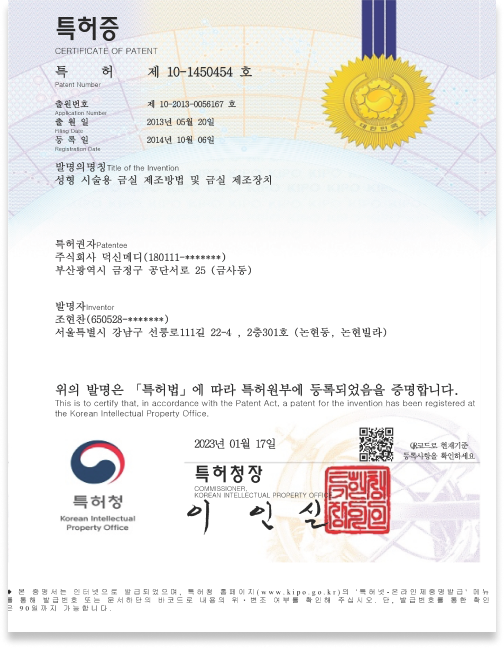 특허증
CERTIFICATE OF PATENT
특 허 제 10-1450454 호
Patent Number
출원번호 제 10-2013-0056167 호
Application Number
출 원 일 2013년 05월 20일
Filing Date
등 록 일 2014년 10월 06일
Registration Date
발명의명칭Title of the Invention
성형 시술용 금실 제조방법 및 금실 제조장치
특허권자Patentee
주식회사 덕신메디(180111-*******)
부산광역시 금정구 공단서로 25 (금사동)
발명자Inventor
조현찬(650528-*******)
서울특별시 강남구 선릉로111길 22-4 , 2층301호 (논현동, 논현빌라)
위의 발명은 「특허법」에 따라 특허원부에 등록되었음을 증명합니다.
This is to certify that, in accordance with the Patent Act, a patent for the invention has been registered at
the Korean Intellectual Property Office.
2023년 01월 17일
QR코드로 현재기준
등록사항을 확인하세요
특허청장
COMMISSIONER,
KOREAN INTELLECTUAL PROPERTY OFFICE
이 인 실
특허청
Korean Intellectual
Property Office
대한민국
본 증명서는 인터넷으로 발급되었으며, 특허청 홈페이지(www.kipo.go.kr)의 '특허넷-온라인제증명발급' 메뉴
를 통해 발급번호 또는 문서하단의 바코드로 내용의 위·변조 여부를 확인해 주십시오. 단, 발급번호를 통한 확인
은 90일까지 가능합니다.